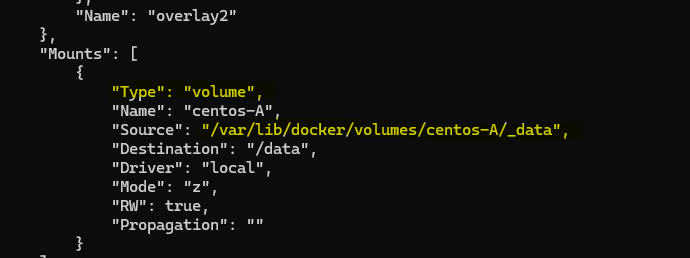 },
"Name": "overlay2"
},
"Mounts": [
{
"Type": "volume",
"Name": "centos-A",
"Source": "/var/lib/docker/volumes/centos-A/_data",
"Destination": "/data",
"Driver": "local",
"Mode": "z",
"RW": true,
"Propagation": ""
}
]